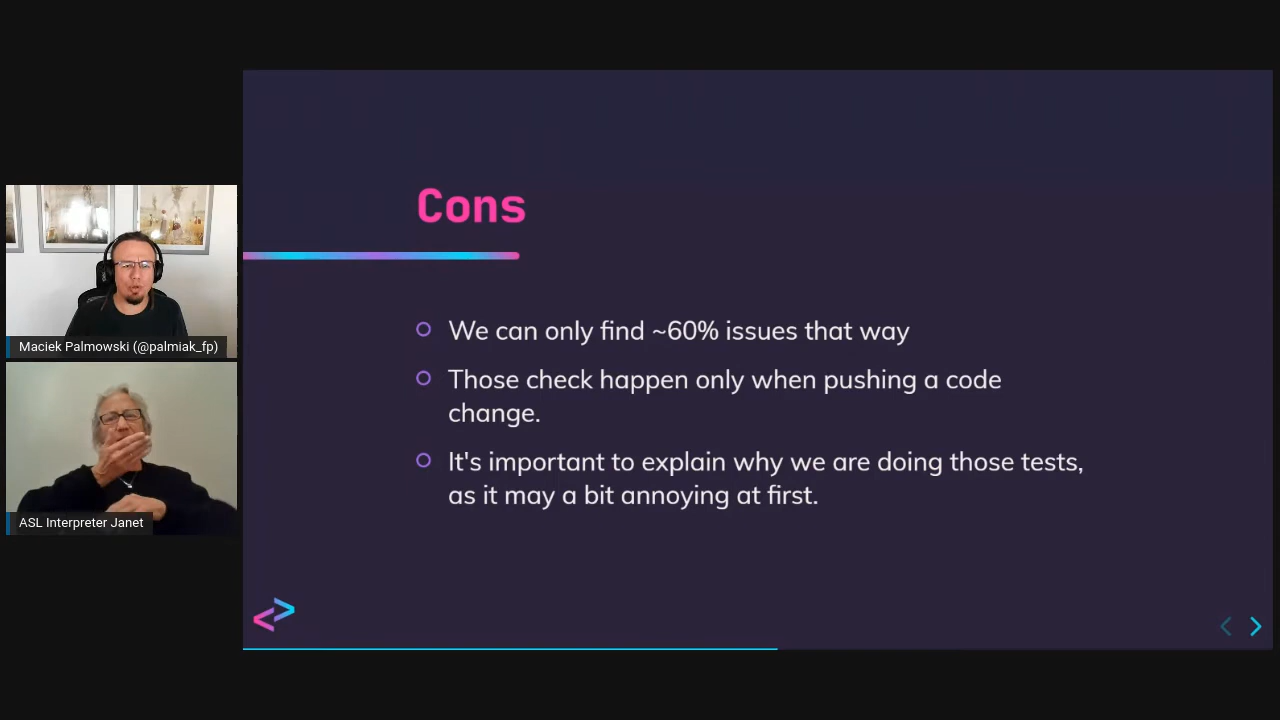 Cons
We can only find ~60% issues that way
Those check happen only when pushing a code
change.
It's important to explain why we are doing those tests,
as it may a bit annoying at first.
Maciek Palmowski (@palmiak_fp)
ASL Interpreter Janet